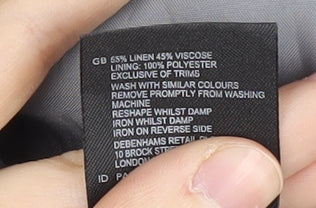 GB 55% LINEN 45% VISCOSE
LINING: 100% POLYESTER
EXCLUSIVE OF TRIMS
WASH WITH SIMILAR COLOURS
REMOVE PROMPTLY FROM WASHING
MACHINE
RESHAPE WHILST DAMP
IRON WHILST DAMP
IRON ON REVERSE SIDE
DEBENHAMS RETAIL
10 BROCK
LONDON
ID